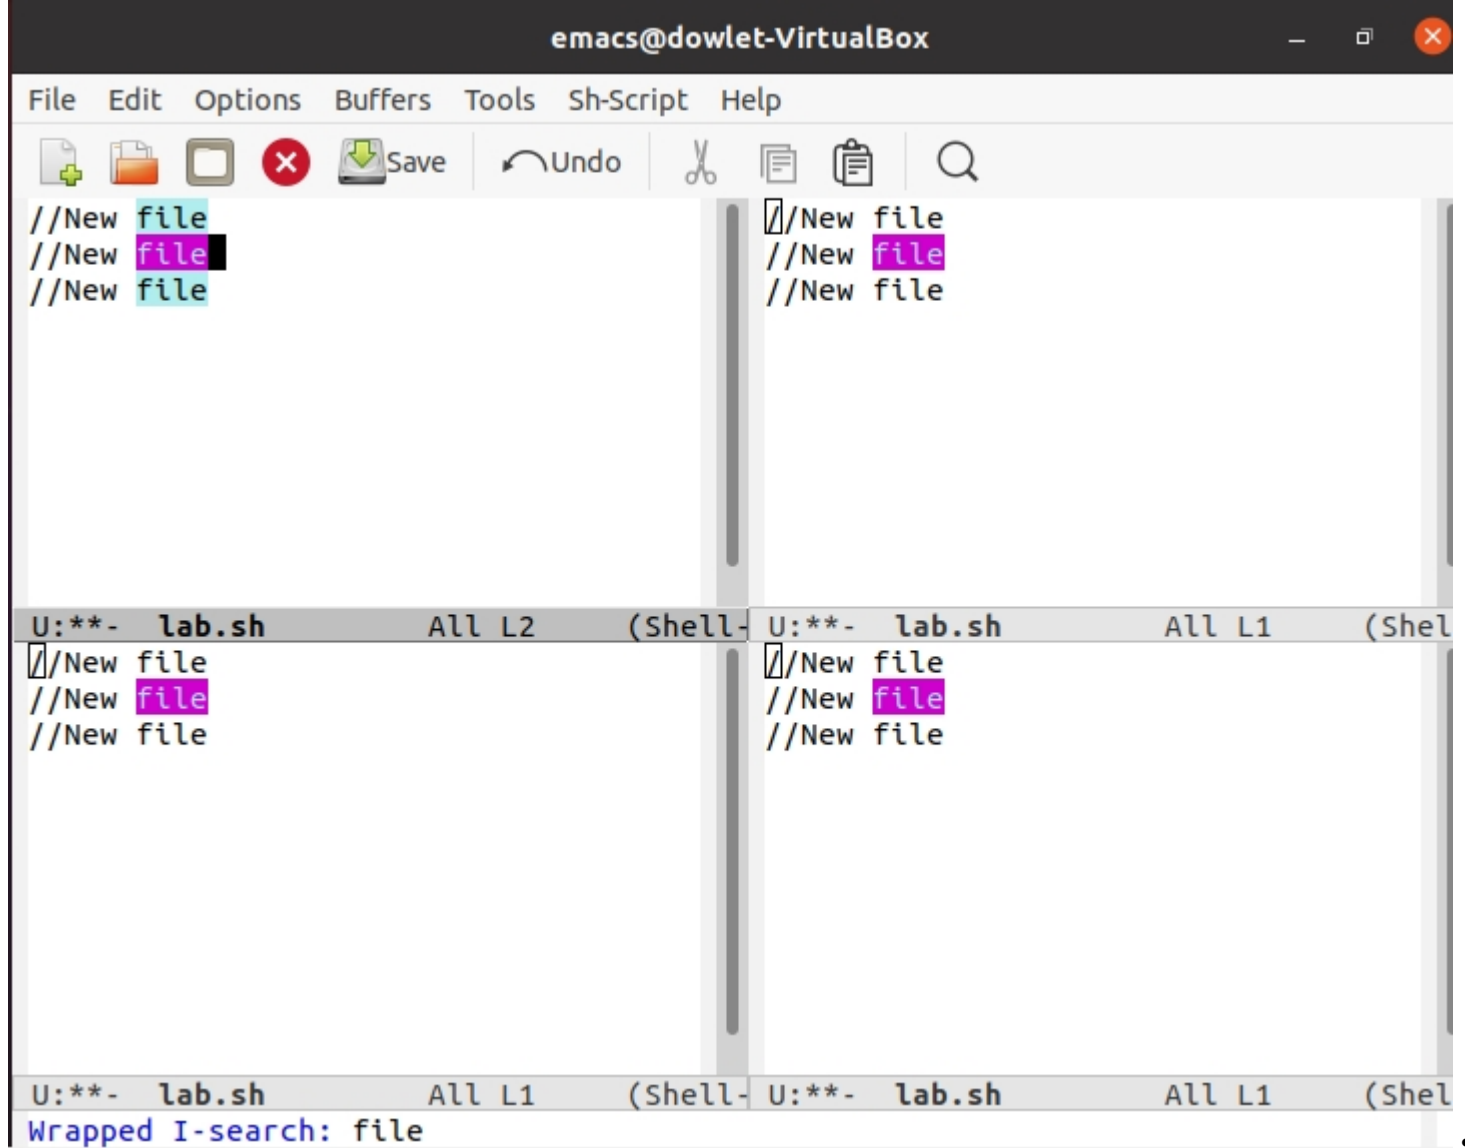 emacs@dowlet-VirtualBox
File Edit Options Buffers Tools Sh-Script Help
Save Undo
//New file
//New file
//New file
U:**- lab.sh All L2 (Shell-
//New file
//New file
//New file
U:**- lab.sh All L1 (Shel
//New file
//New file
//New file
U:**- lab.sh All L1 (Shell-
//New file
//New file
//New file
U:**- lab.sh All L1 (Shel
Wrapped I-search: file